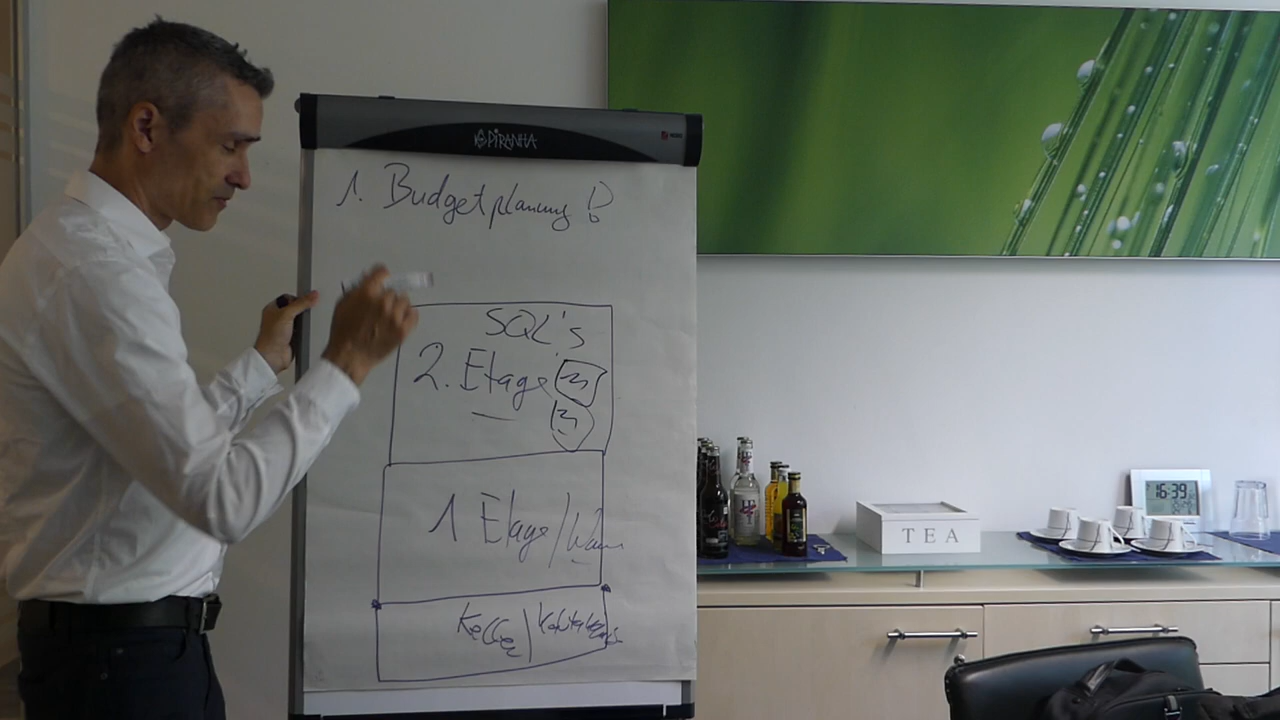 PIRANHA
1. Budgetplanung !
SQL's
2. Etage
1 Etage/
Keller/
TEA
16:39